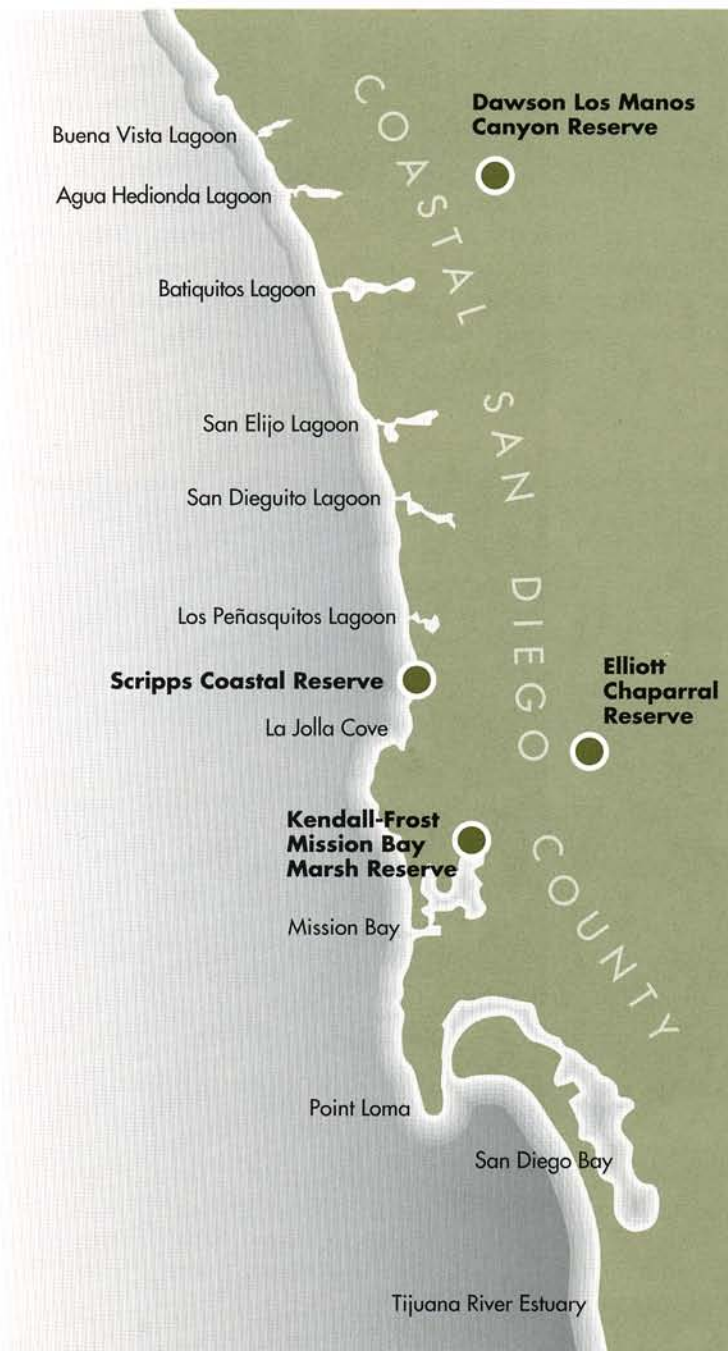 Dawson Los Manos
Canyon Reserve
Buena Vista Lagoon
Agua Hedionda Lagoon
Batiquitos Lagoon
San Elijo Lagoon
San Dieguito Lagoon
Los Peñasquitos Lagoon
Scripps Coastal Reserve
La Jolla Cove
Elliott
Chaparral
Reserve
Kendall-Frost
Mission Bay
Marsh Reserve
Mission Bay
Point Loma
San Diego Bay
Tijuana River Estuary
COASTAL SAN DIEGO COUNTY